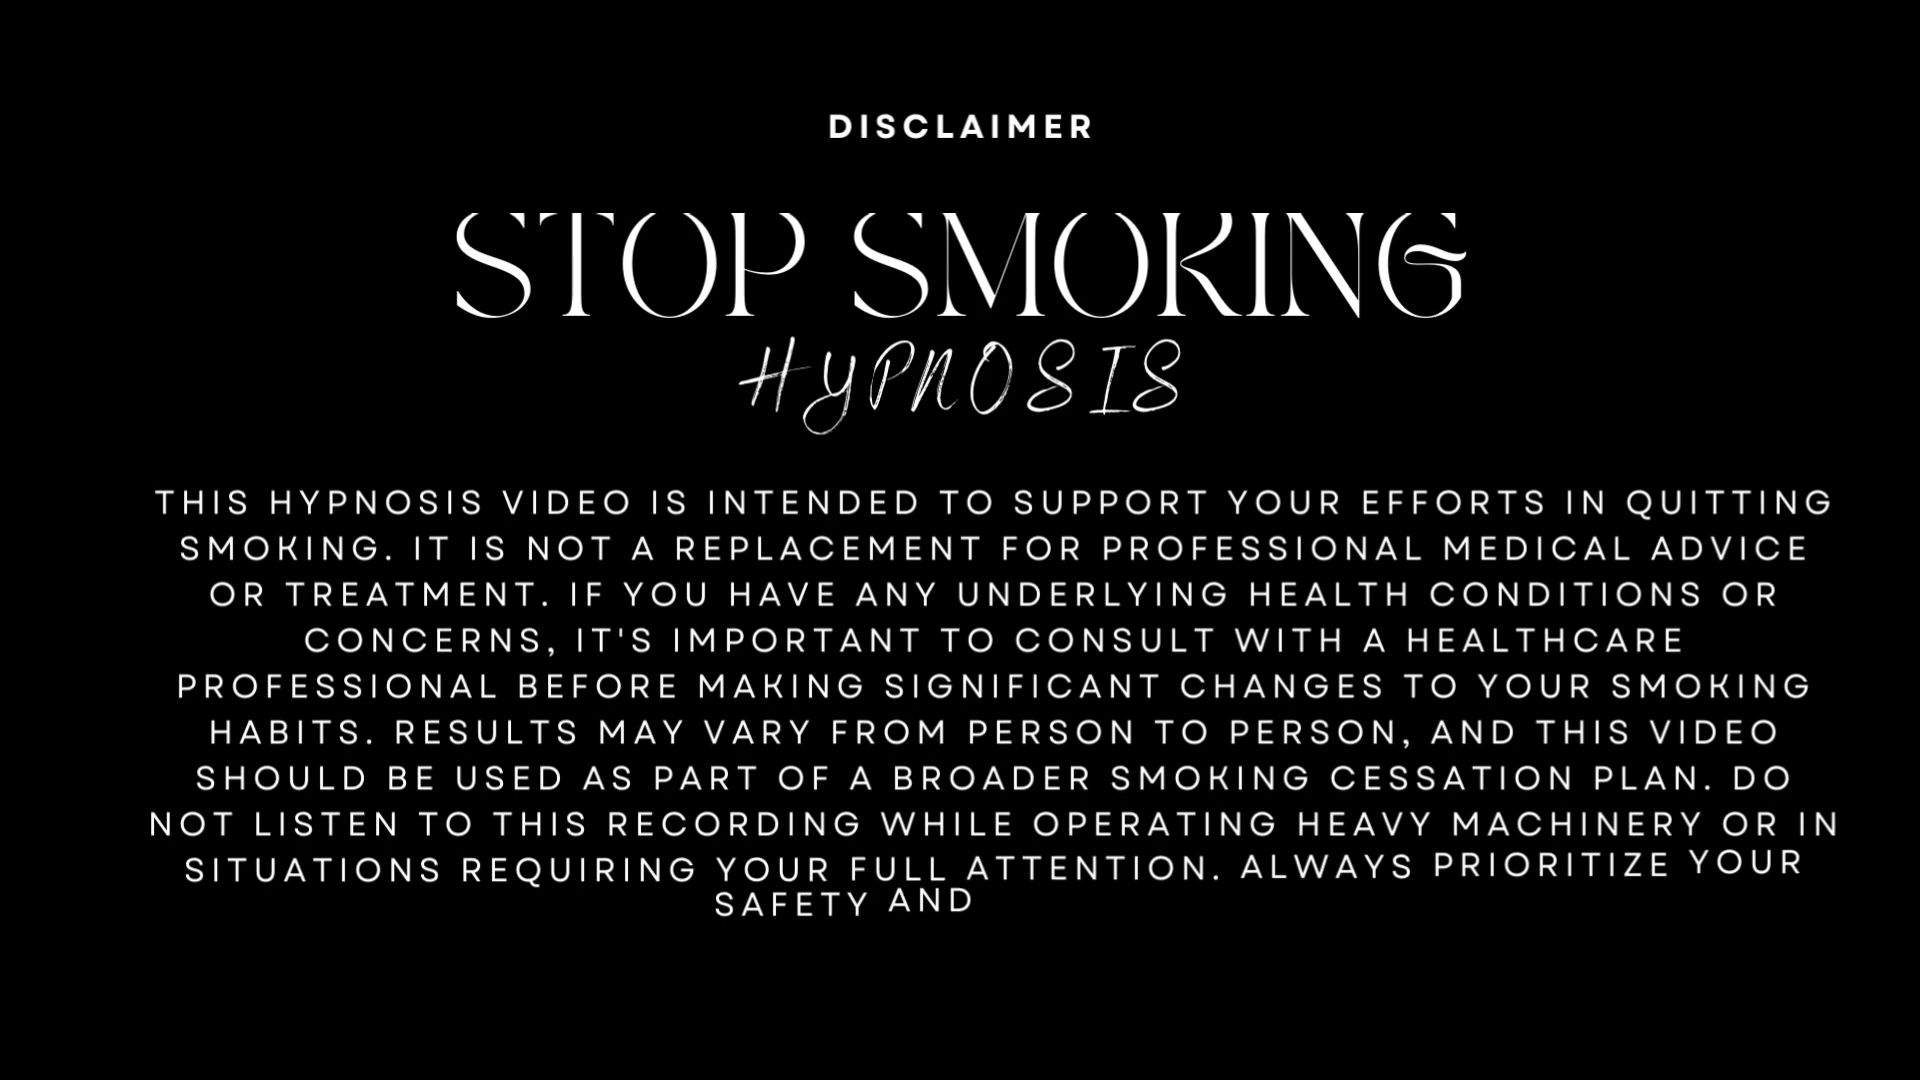 DISCLAIMER
STOP SMOKING
HYPNOSIS
THIS HYPNOSIS VIDEO IS INTENDED TO SUPPORT YOUR EFFORTS IN QUITTING
SMOKING. IT IS NOT A REPLACEMENT FOR PROFESSIONAL MEDICAL ADVICE
OR TREATMENT. IF YOU HAVE ANY UNDERLYING HEALTH CONDITIONS OR
CONCERNS, IT'S IMPORTANT TO CONSULT WITH A HEALTHCARE
PROFESSIONAL BEFORE MAKING SIGNIFICANT CHANGES TO YOUR SMOKING
HABITS. RESULTS MAY VARY FROM PERSON TO PERSON, AND THIS VIDEO
SHOULD BE USED AS PART OF A BROADER SMOKING CESSATION PLAN. DO
NOT LISTEN TO THIS RECORDING WHILE OPERATING HEAVY MACHINERY OR IN
SITUATIONS REQUIRING YOUR FULL ATTENTION. ALWAYS PRIORITIZE YOUR
SAFETY AND